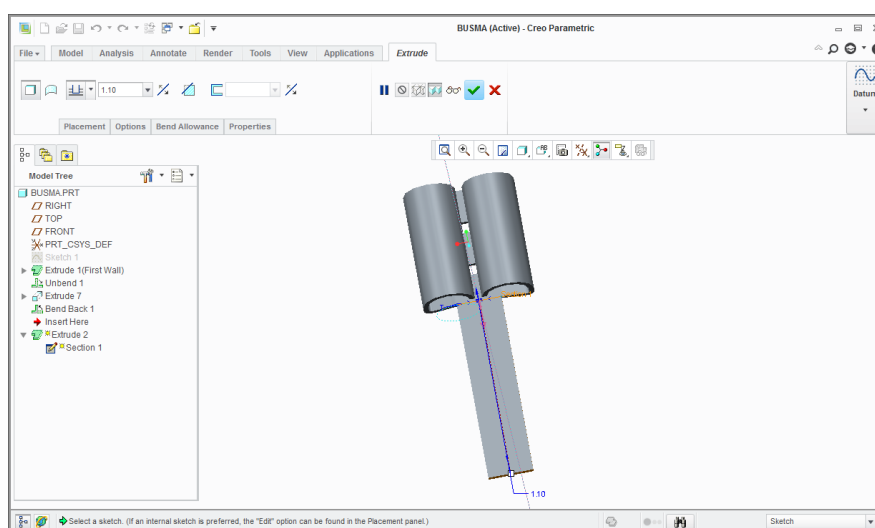 BUSMA (Active) - Creo Parametric
File Model Analysis Annotate Render Tools View Applications Extrude
1.10
Datum
Placement Options Bend Allowance Properties
Model Tree
BUSMA.PRT
RIGHT
TOP
FRONT
PRT_CSYS_DEF
Sketch 1
Extrude 1(First Wall)
Unbend 1
Extrude 7
Bend Back 1
Insert Here
Extrude 2
Section 1
1.10
Select a sketch. (If an internal sketch is preferred, the "Edit" option can be found in the Placement panel.)
Sketch